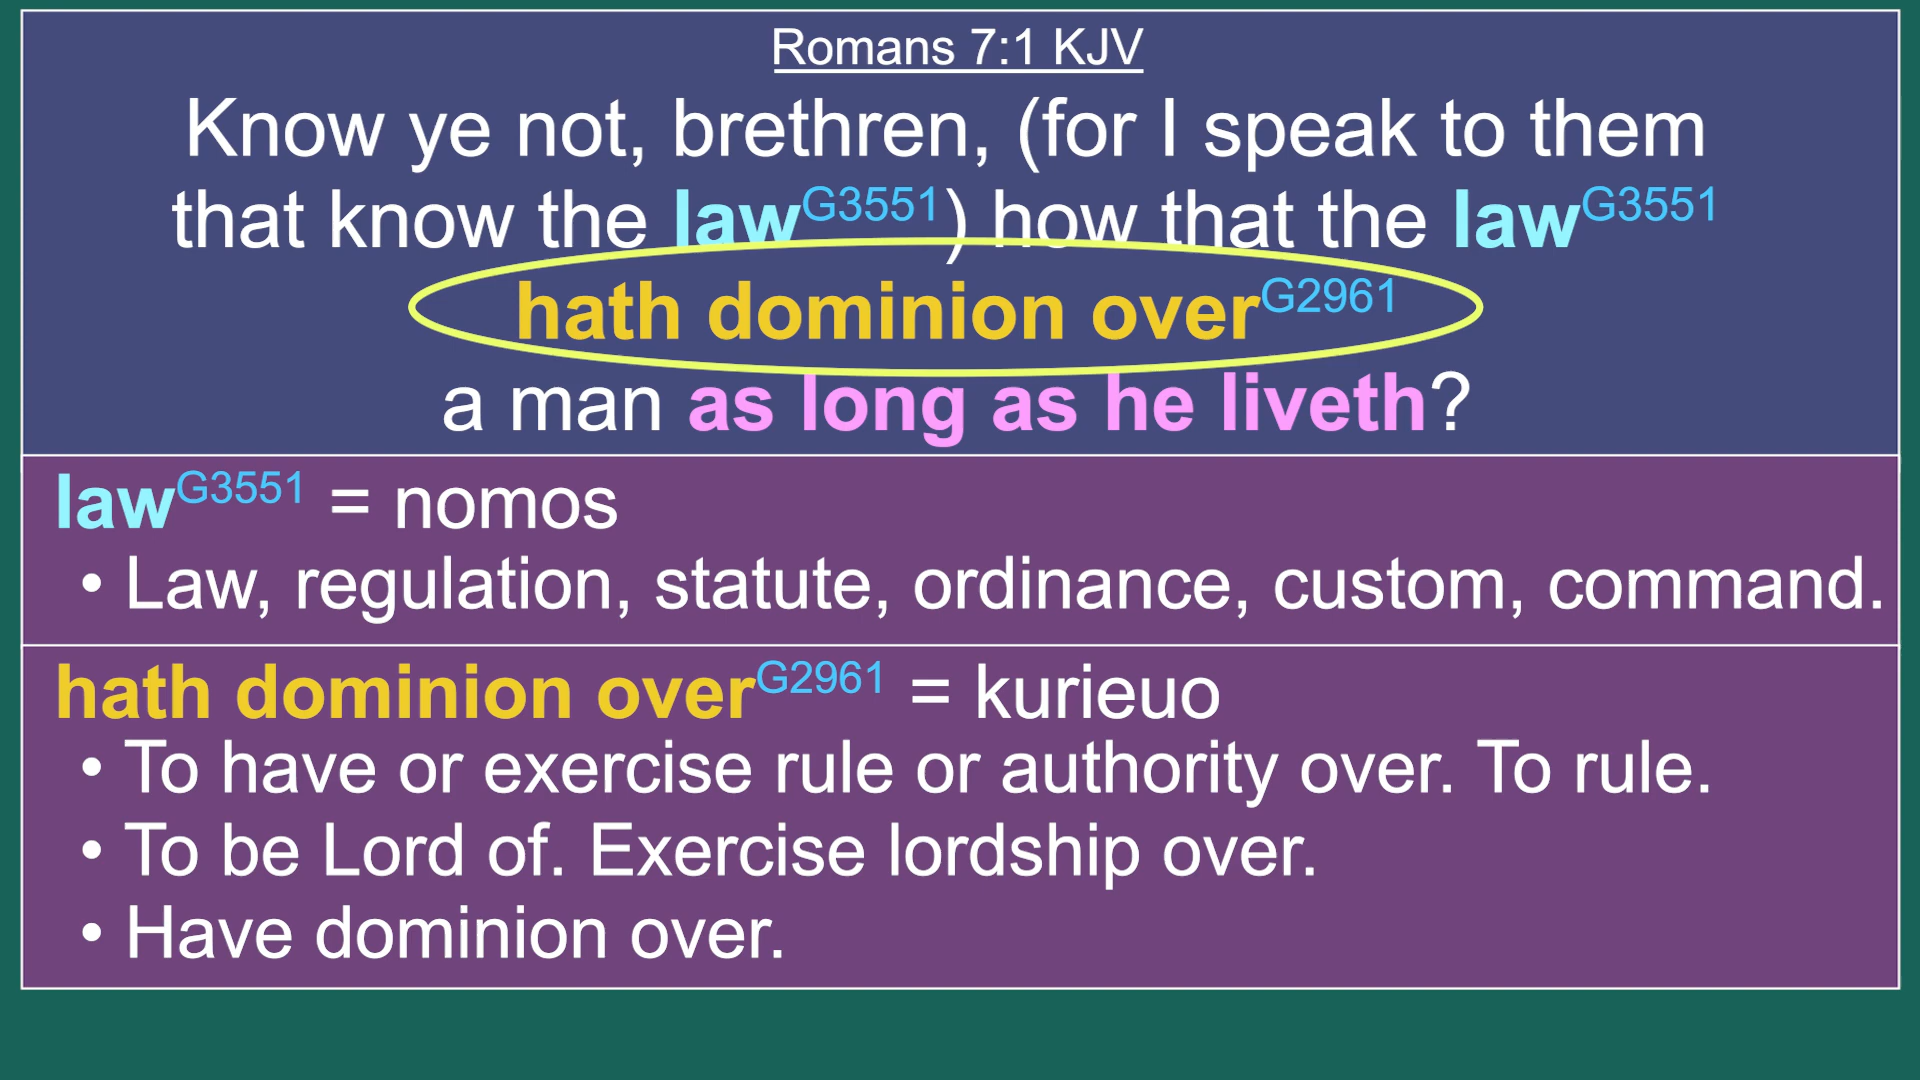 Romans 7:1 KJV
Know ye not, brethren, (for I speak to them
that know the lawG3551) how that the lawG3551
hath dominion overG2961
a man as long as he liveth?
lawG3551 = nomos
• Law, regulation, statute, ordinance, custom, command.
hath dominion overG2961 = kurieuo
• To have or exercise rule or authority over. To rule.
• To be Lord of. Exercise lordship over.
• Have dominion over.